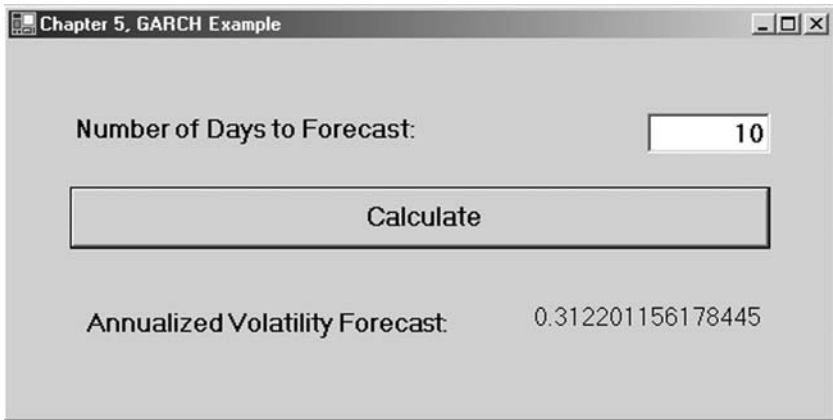 Chapter 5, GARCH Example
Number of Days to Forecast: 10
Calculate
Annualized Volatility Forecast: 0.312201156178445